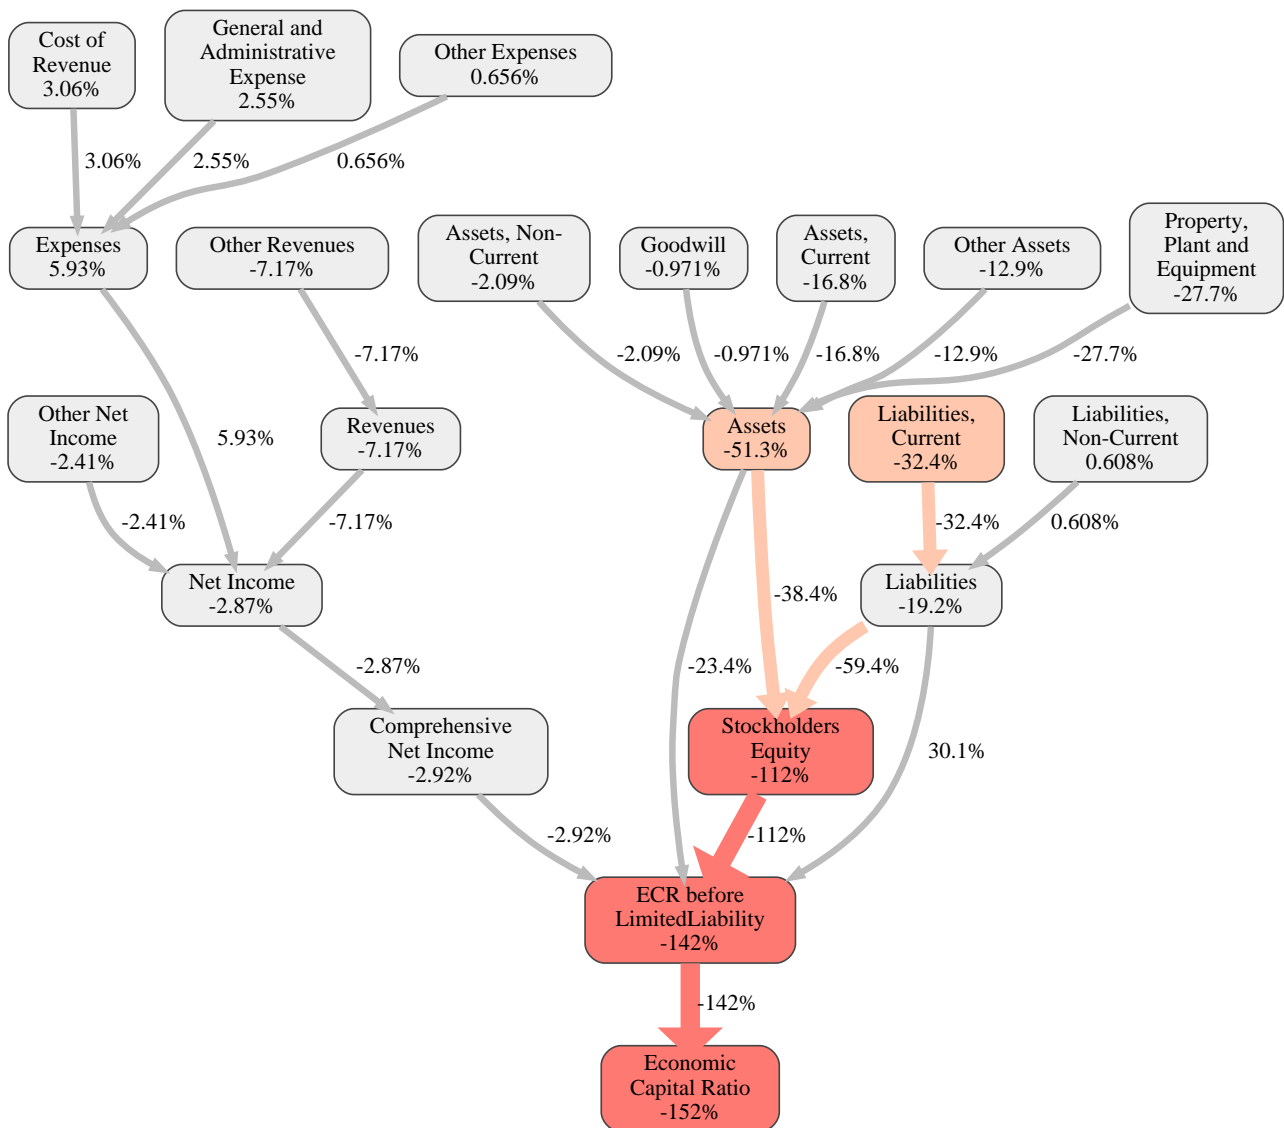 Cost of
Revenue
3.06%
General and
Administrative
Expense
2.55%
Other Expenses
0.656%
3.06%
2.55%
0.656%
Expenses
5.93%
Other Revenues
-7.17%
Assets, Non-
Current
-2.09%
Goodwill
-0.971%
Assets,
Current
-16.8%
Other Assets
-12.9%
Property,
Plant and
Equipment
-27.7%
-7.17%
-2.09%
-0.971%
-16.8%
-12.9%
-27.7%
Other Net
Income
-2.41%
5.93%
Revenues
-7.17%
Assets
-51.3%
Liabilities,
Current
-32.4%
Liabilities,
Non-Current
0.608%
-2.41%
-7.17%
-32.4%
0.608%
Net Income
-2.87%
-38.4%
Liabilities
-19.2%
-2.87%
-23.4%
-59.4%
Comprehensive
Net Income
-2.92%
Stockholders
Equity
-112%
30.1%
-2.92%
-112%
ECR before
LimitedLiability
-142%
-142%
Economic
Capital Ratio
-152%